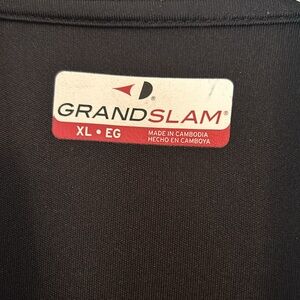 GRANDSLAM®
XL • EG
MADE IN CAMBODIA
HECHO EN CAMBOYA